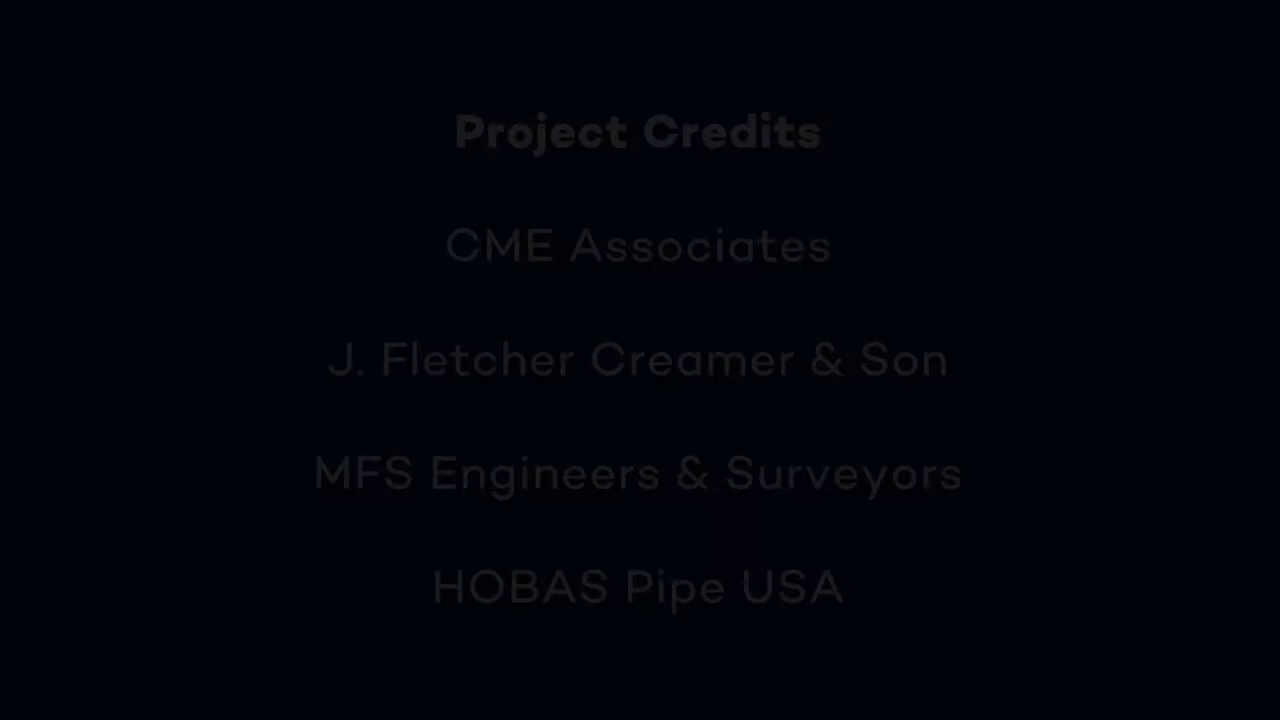 Project Credits
CME Associates
J. Fletcher Creamer & Son
MFS Engineers & Surveyors
HOBAS Pipe USA